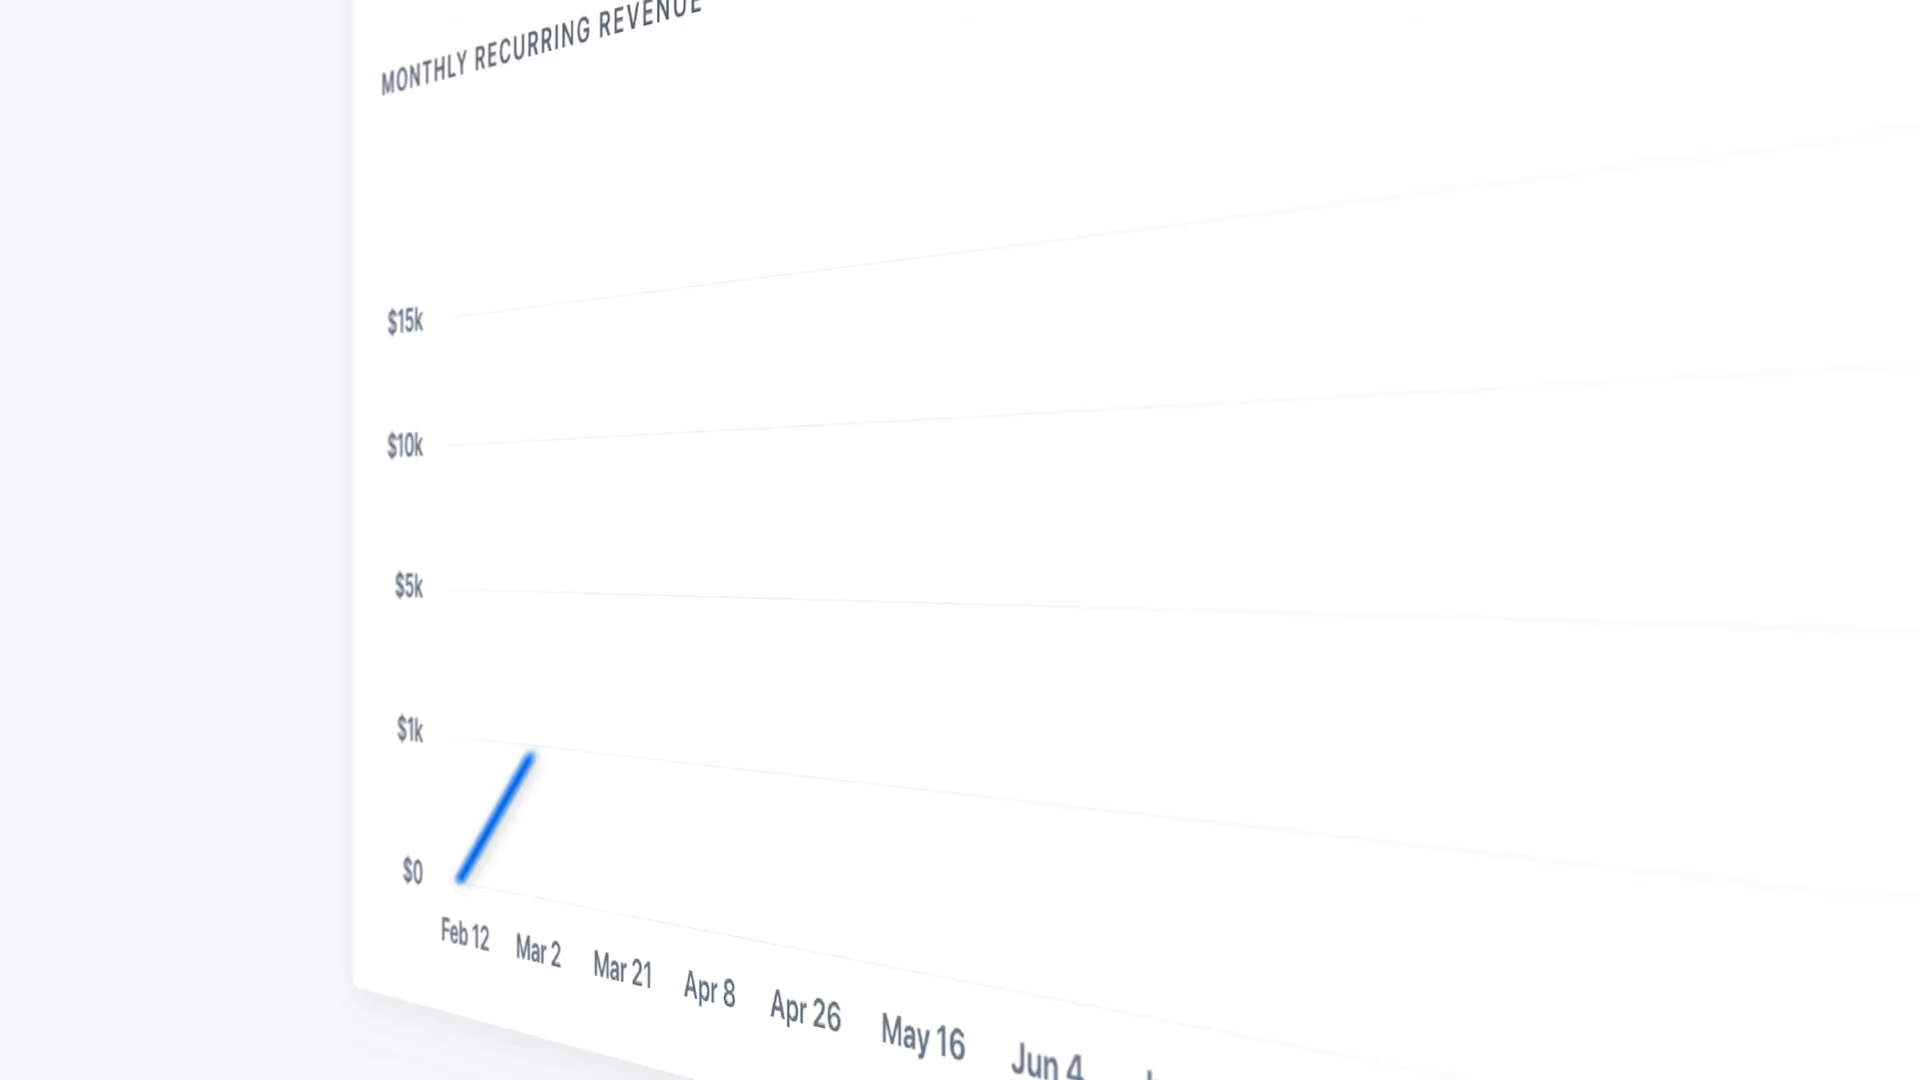 MONTHLY RECURRING REVENUE
$15k
$10k
$5k
$1k
$0
Feb 12 Mar 2 Mar 21 Apr 8 Apr 26 May 16 Jun 4